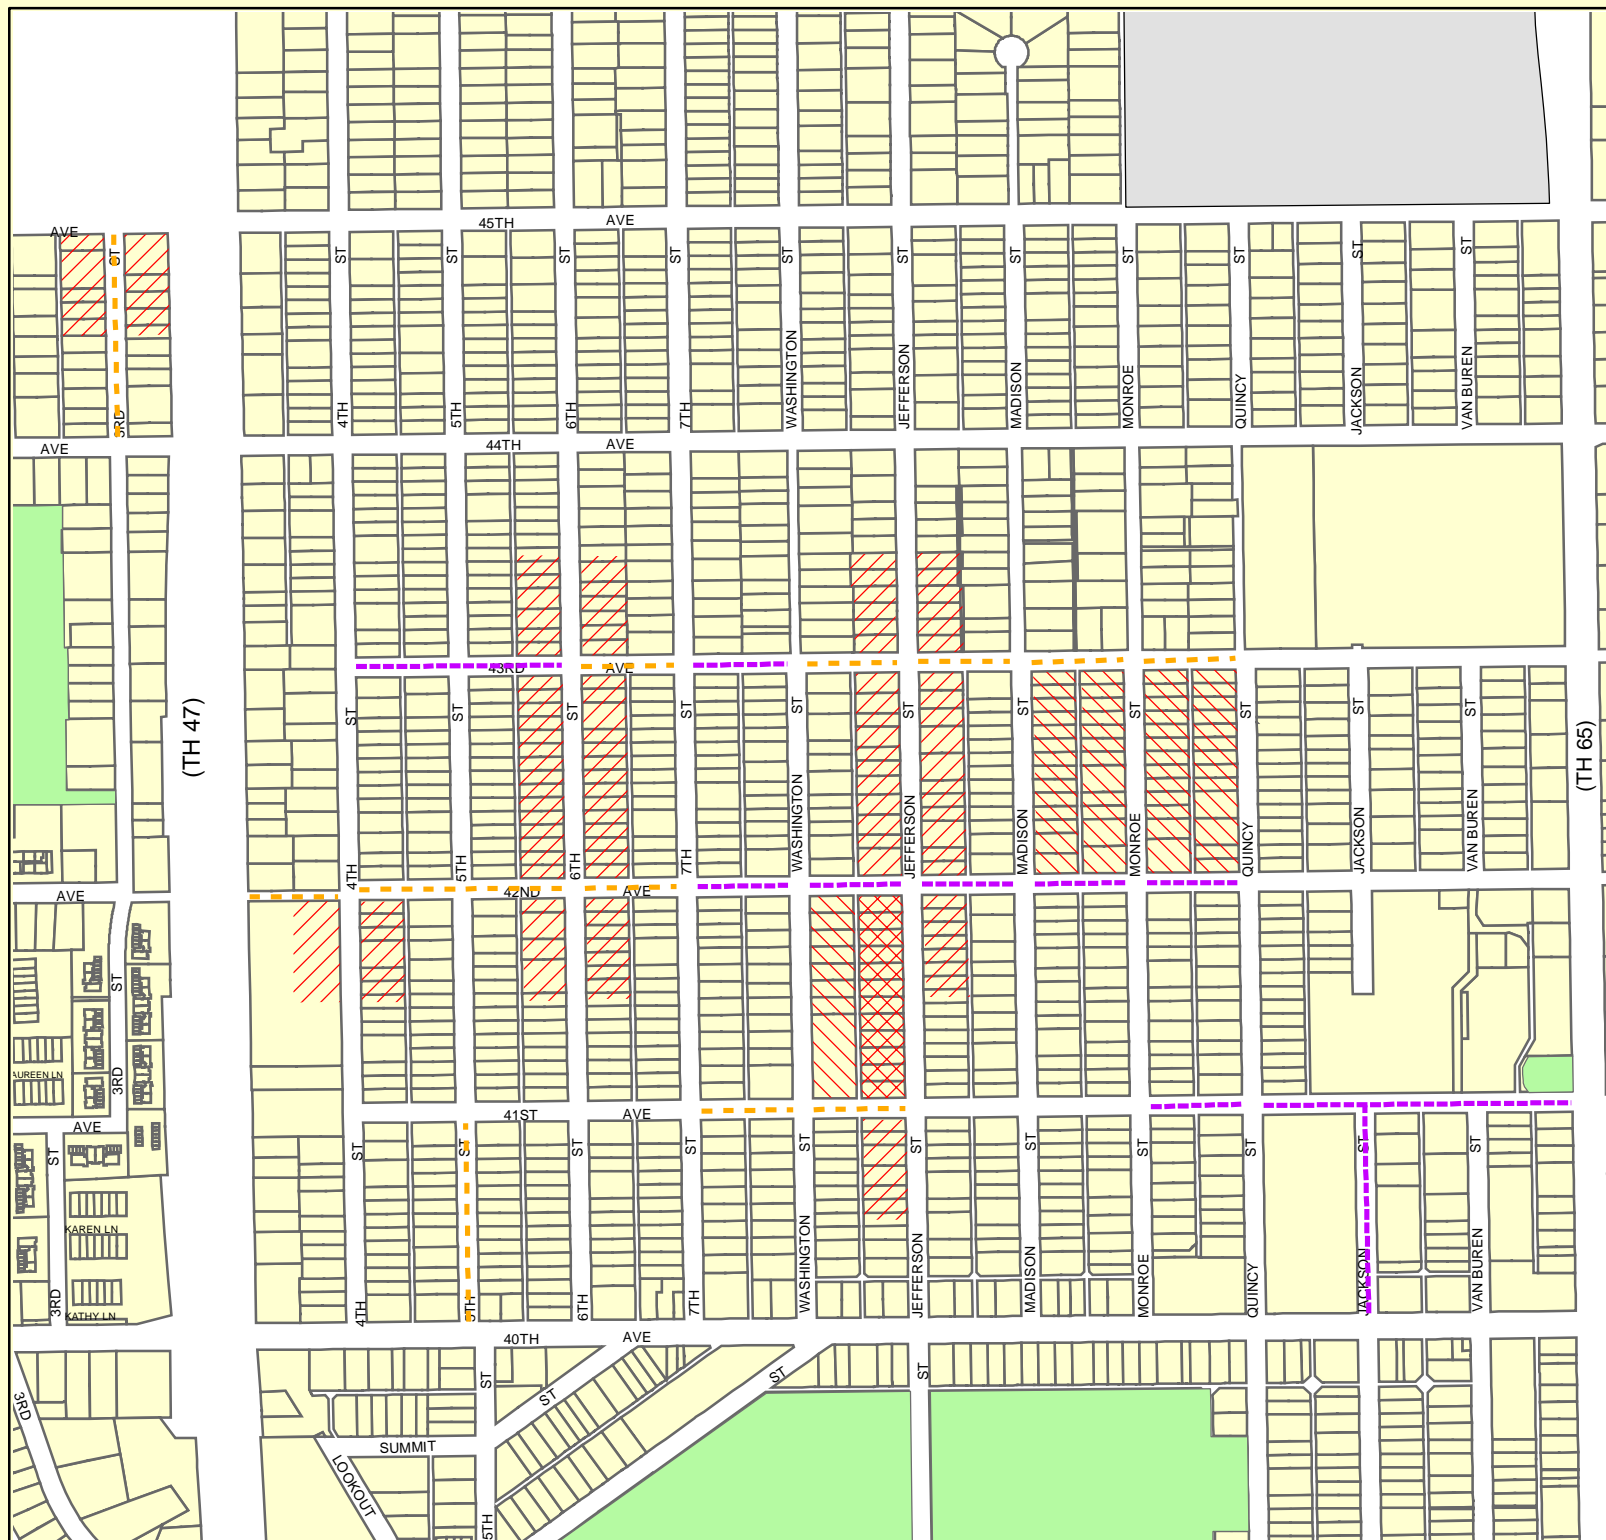 45TH AVE
AVE
ST ST ST ST ST ST ST ST ST ST ST ST
3RD 4TH 5TH 6TH 7TH WASHINGTON JEFFERSON MADISON MONROE QUINCY JACKSON VAN BUREN
AVE 44TH AVE
43RD AVE
(TH 47)
ST ST ST ST ST ST ST ST ST ST ST
(TH 65)
4TH 5TH 6TH 7TH WASHINGTON JEFFERSON MADISON MONROE QUINCY JACKSON VAN BUREN
AVE 42ND AVE
ST
3RD
AUREEN LN
41ST AVE
AVE
ST ST ST ST ST ST ST ST ST ST ST ST
KAREN LN
3RD 4TH 5TH 6TH 7TH WASHINGTON JEFFERSON MADISON MONROE QUINCY JACKSON VAN BUREN
KATHY LN
40TH AVE
ST ST ST ST
3RD
SUMMIT
LOOKOUT
5TH